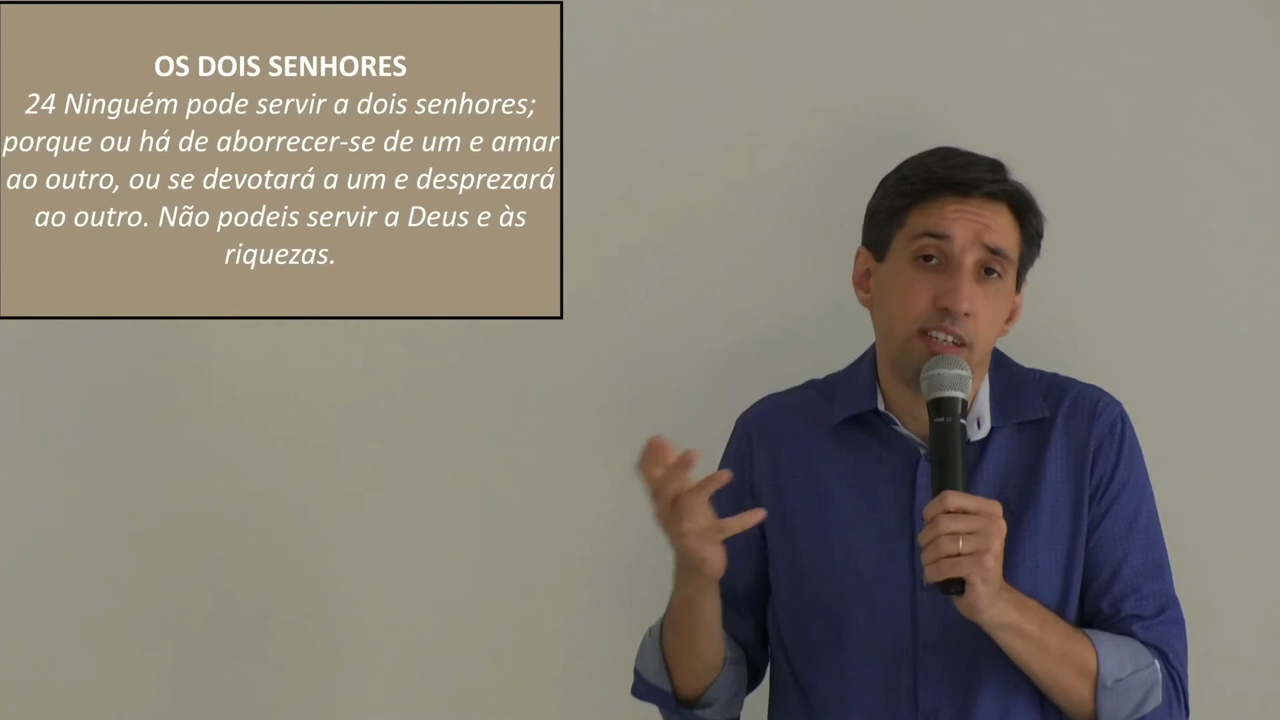 OS DOIS SENHORES
24 Ninguém pode servir a dois senhores;
porque ou há de aborrecer-se de um e amar
ao outro, ou se devotará a um e desprezará
ao outro. Não podeis servir a Deus e às
riquezas.